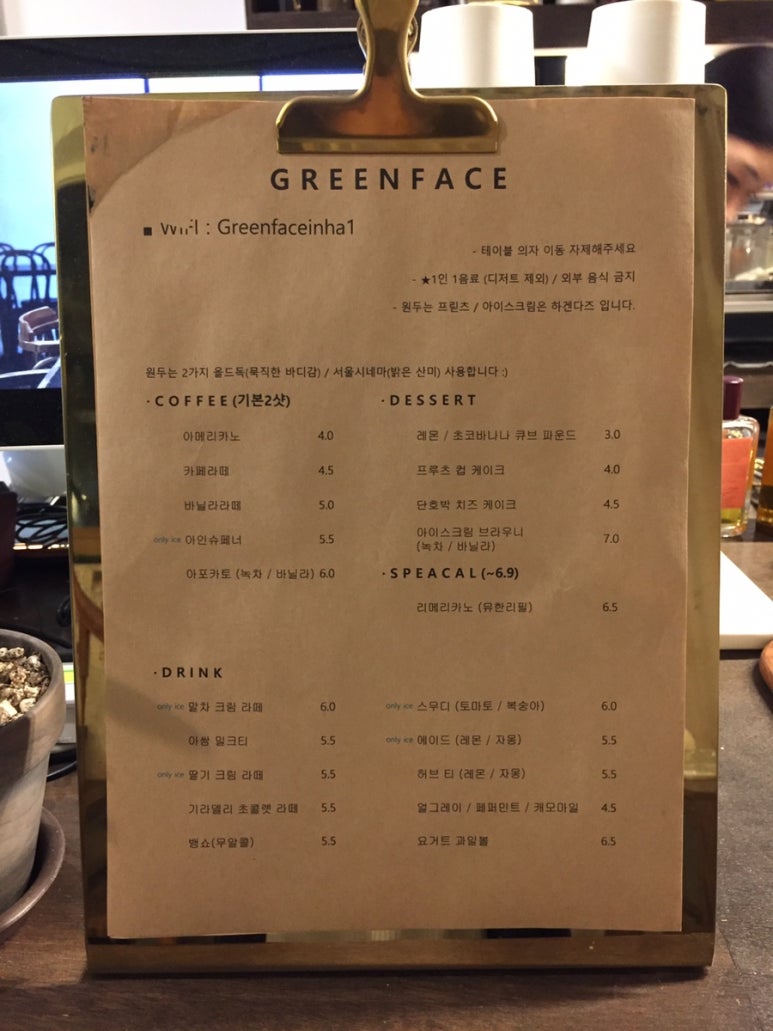 GREENFACE
■ Wifi : Greenfaceinha1
- 테이블 의자 이동 자제해주세요
- ★1인 1음료 (디저트 제외) / 외부 음식 금지
- 원두는 프릳츠 / 아이스크림은 하겐다즈 입니다.
원두는 2가지 올드독(묵직한 바디감) / 서울시네마(밝은 산미) 사용합니다 :)
·COFFEE(기본2샷)
아메리카노 4.0
카페라떼 4.5
바닐라라떼 5.0
only ice 아인슈페너 5.5
아포카토 (녹차 / 바닐라) 6.0
·DESSERT
레몬 / 초코바나나 큐브 파운드 3.0
프루츠 컵 케이크 4.0
단호박 치즈 케이크 4.5
아이스크림 브라우니 7.0
(녹차 / 바닐라)
·SPEACAL(~6.9)
리메리카노 (뮤한리필) 6.5
·DRINK
only ice 말차 크림 라떼 6.0
아쌈 밀크티 5.5
only ice 딸기 크림 라떼 5.5
기라델리 초콜렛 라떼 5.5
뱅쇼(무알콜) 5.5
only ice 스무디 (토마토 / 복숭아) 6.0
only ice 에이드 (레몬 / 자몽) 5.5
허브 티 (레몬 / 자몽) 5.5
얼그레이 / 페퍼민트 / 캐모마일 4.5
요거트 과일볼 6.5